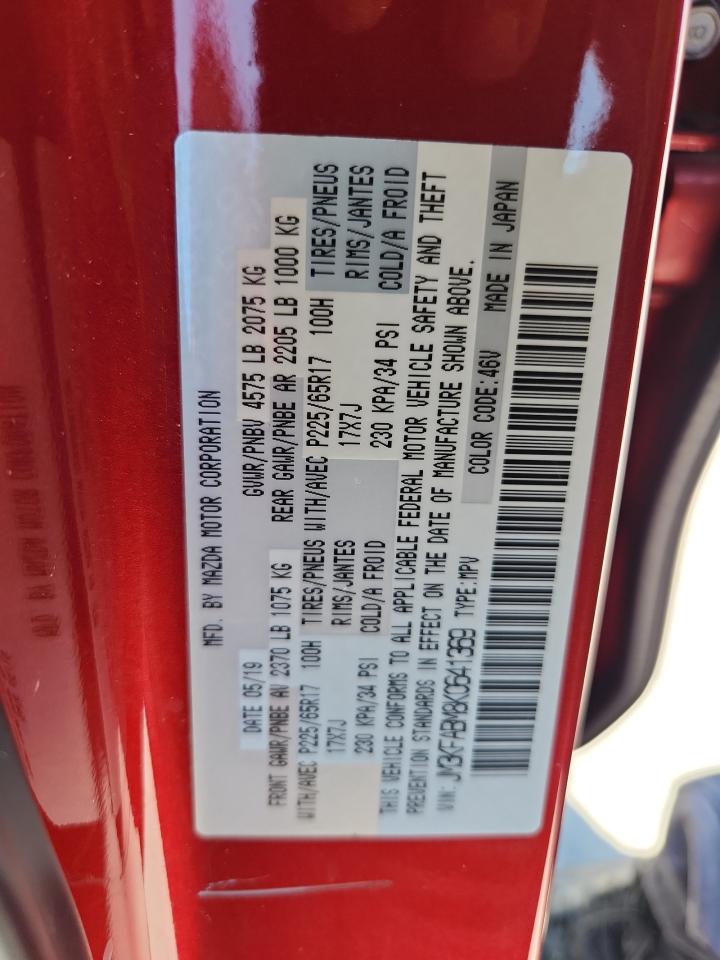 MFD. BY MAZDA MOTOR CORPORATION
DATE 05/19 GVWR/PNBV 4575 LB 2075 KG
FRONT GAWR/PNBE AV 2370 LB 1075 KG REAR GAWR/PNBE AR 2205 LB 1000 KG
WITH/AVEC P225/65R17 100H TIRES/PNEUS WITH/AVEC P225/65R17 100H TIRES/PNEUS
17X7J RIMS/JANTES 17X7J RIMS/JANTES
230 KPA/34 PSI COLD/A FROID 230 KPA/34 PSI COLD/A FROID
THIS VEHICLE CONFORMS TO ALL APPLICABLE FEDERAL MOTOR VEHICLE SAFETY AND THEFT
PREVENTION STANDARDS IN EFFECT ON THE DATE OF MANUFACTURE SHOWN ABOVE.
VIN: JM3KFABM8K0641369 TYPE:MPV COLOR CODE:46V MADE IN JAPAN